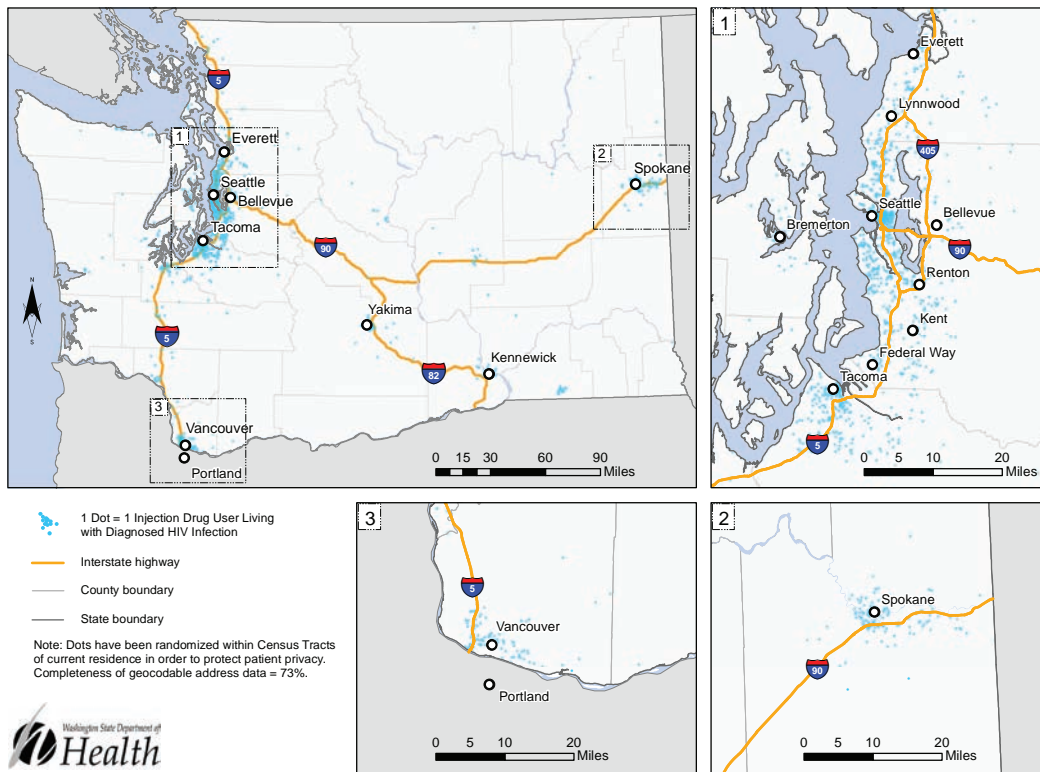 5
1
Everett
Seattle
Bellevue
Tacoma
2
Spokane
90
N
Yakima
5
82
Kennewick
3
Vancouver
Portland
0 15 30 60 90
Miles
1
Everett
Lynnwood
405
Seattle
Bellevue
Bremerton
90
Renton
Kent
Federal Way
Tacoma
5
0 10 20
Miles
1 Dot = 1 Injection Drug User Living
with Diagnosed HIV Infection
Interstate highway
County boundary
State boundary
Note: Dots have been randomized within Census Tracts
of current residence in order to protect patient privacy.
Completeness of geocodable address data = 73%.
Washington State Department of
Health
3
5
Vancouver
Portland
0 10 20
Miles
2
Spokane
90
0 10 20
Miles